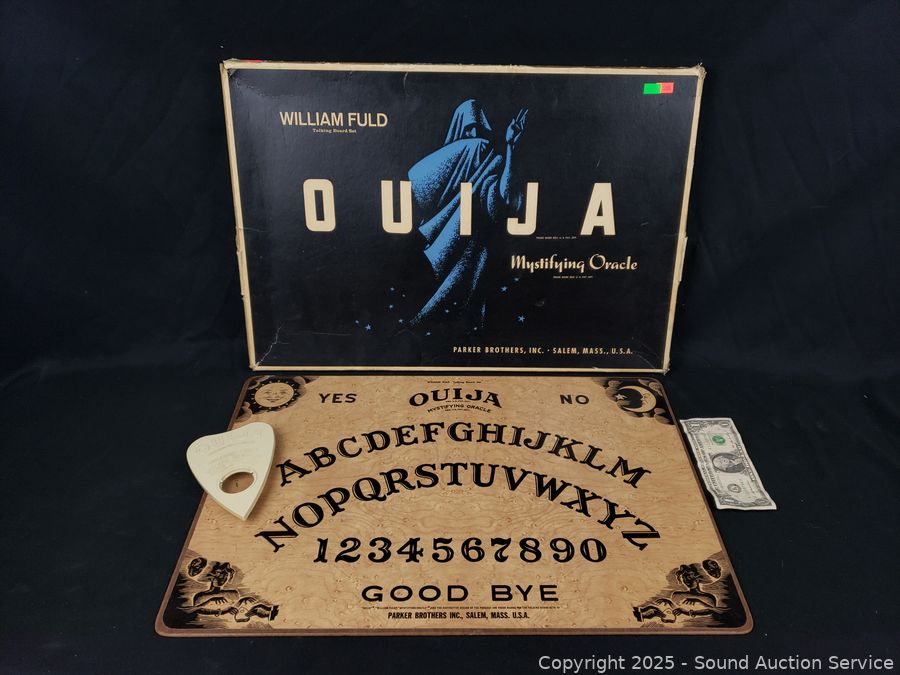 WILLIAM FULD
Talking Board Set
OUIJA
Mystifying Oracle
PARKER BROTHERS, INC. · SALEM, MASS., U.S.A.
YES
OUIJA
NO
MYSTIFYING ORACLE
ABCDEFGHIJKLM
NOPQRSTUVWXYZ
1234567890
GOOD BYE
PARKER BROTHERS INC., SALEM, MASS. U.S.A.
Copyright 2025 - Sound Auction Service